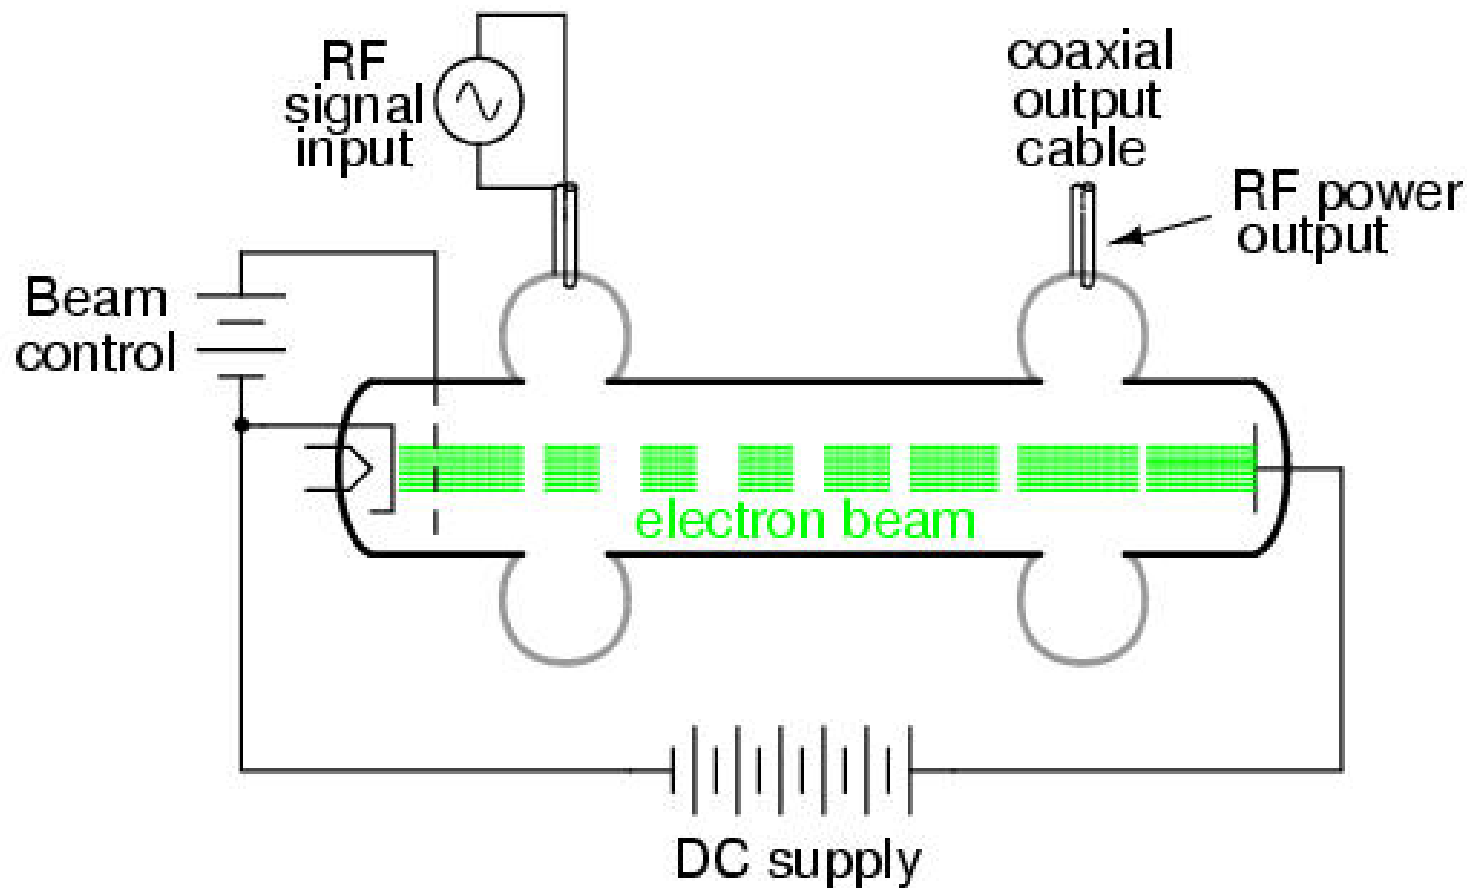 RF
signal
input
coaxial
output
cable
RF power
output
Beam
control
electron beam
DC supply